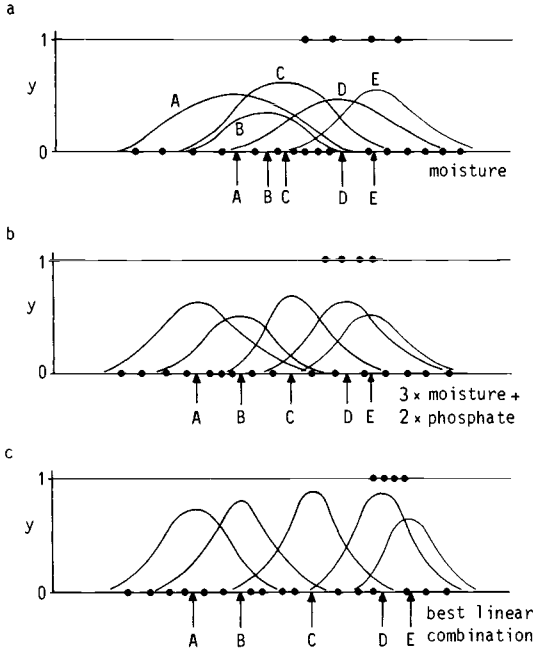 a
1
C
A
y
D
E
B
0
moisture
A B C D E
b
1
y
0
3 × moisture +
2 × phosphate
A B C D E
c
1
y
0
best linear
combination
A B C D E